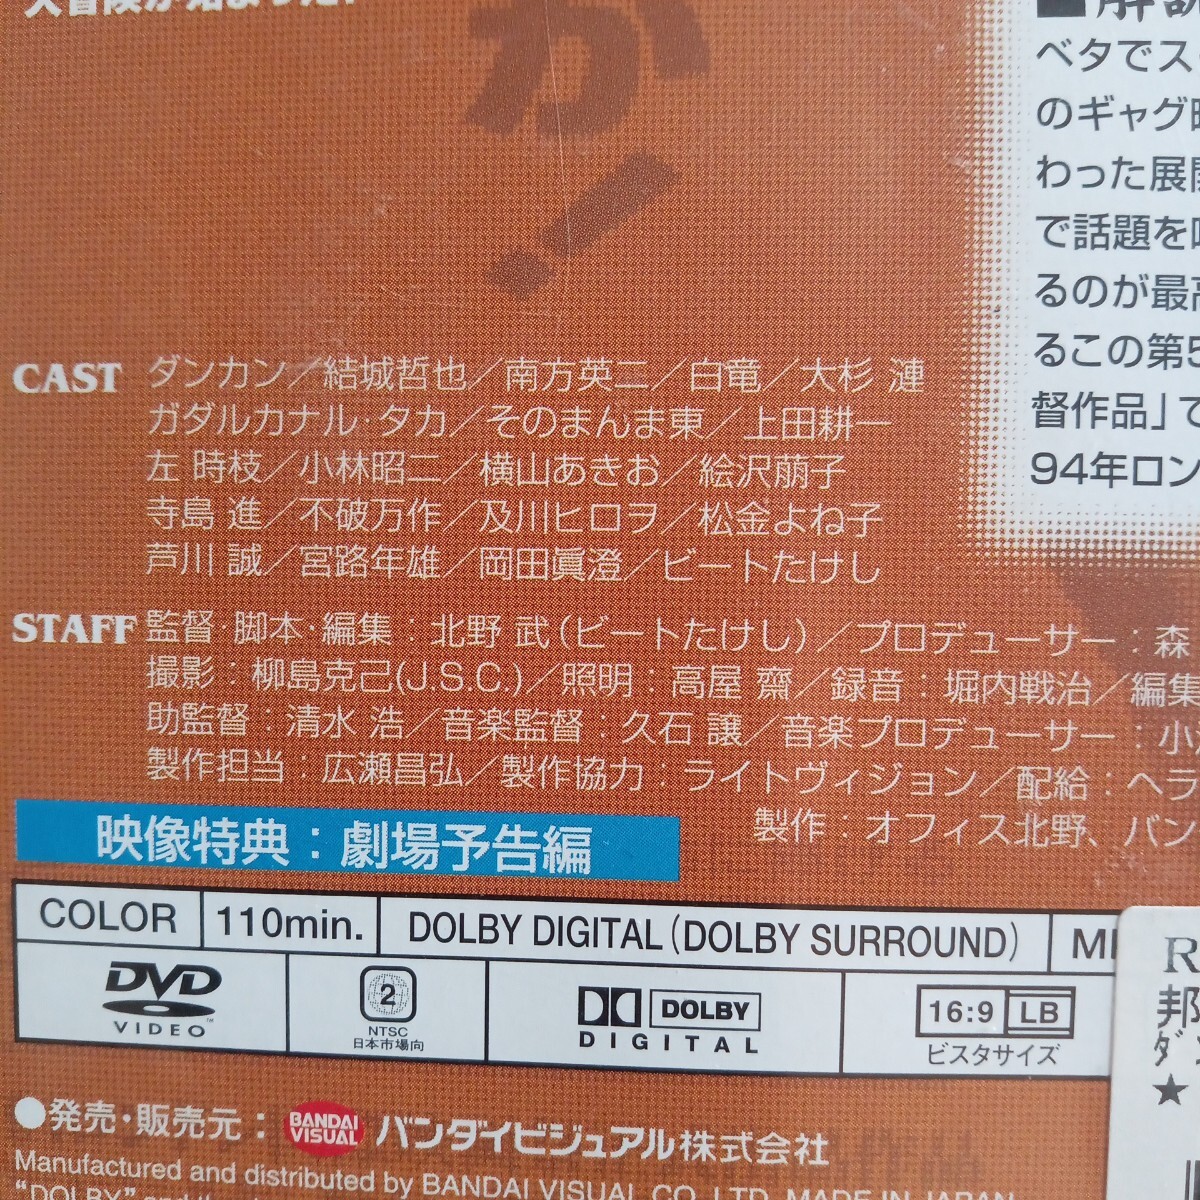 か!
■解説
ベタでス
のギャグ
わった展開
で話題を
るのが最高
るこの第5
督作品」で
94年ロン
CAST ダンカン／結城哲也／南方英二／白竜／大杉 漣
ガダルカナル・タカ／そのまんま東／上田耕一
左 時枝／小林昭二／横山あきお／絵沢萠子
寺島 進／不破万作／及川ヒロヲ／松金よね子
芦川 誠／宮路年雄／岡田眞澄／ビートたけし
STAFF 監督・脚本・編集：北野 武（ビートたけし）／プロデューサー：森
撮影：柳島克己(J.S.C.)／照明：高屋 齋／録音：堀内戦治／編集
助監督：清水 浩／音楽監督：久石 譲／音楽プロデューサー：小
製作担当：広瀬昌弘／製作協力：ライトヴィジョン／配給：ヘラ
製作：オフィス北野、バン
映像特典：劇場予告編
COLOR 110min. DOLBY DIGITAL（DOLBY SURROUND）
DVD VIDEO™
2 NTSC 日本市場向
DOLBY DIGITAL
16:9 LB ビスタサイズ
R
邦
★
●発売・販売元：BANDAI VISUAL バンダイビジュアル株式会社
Manufactured and distributed by BANDAI VISUAL CO., LTD. MADE IN JAPAN
"DOLBY" and